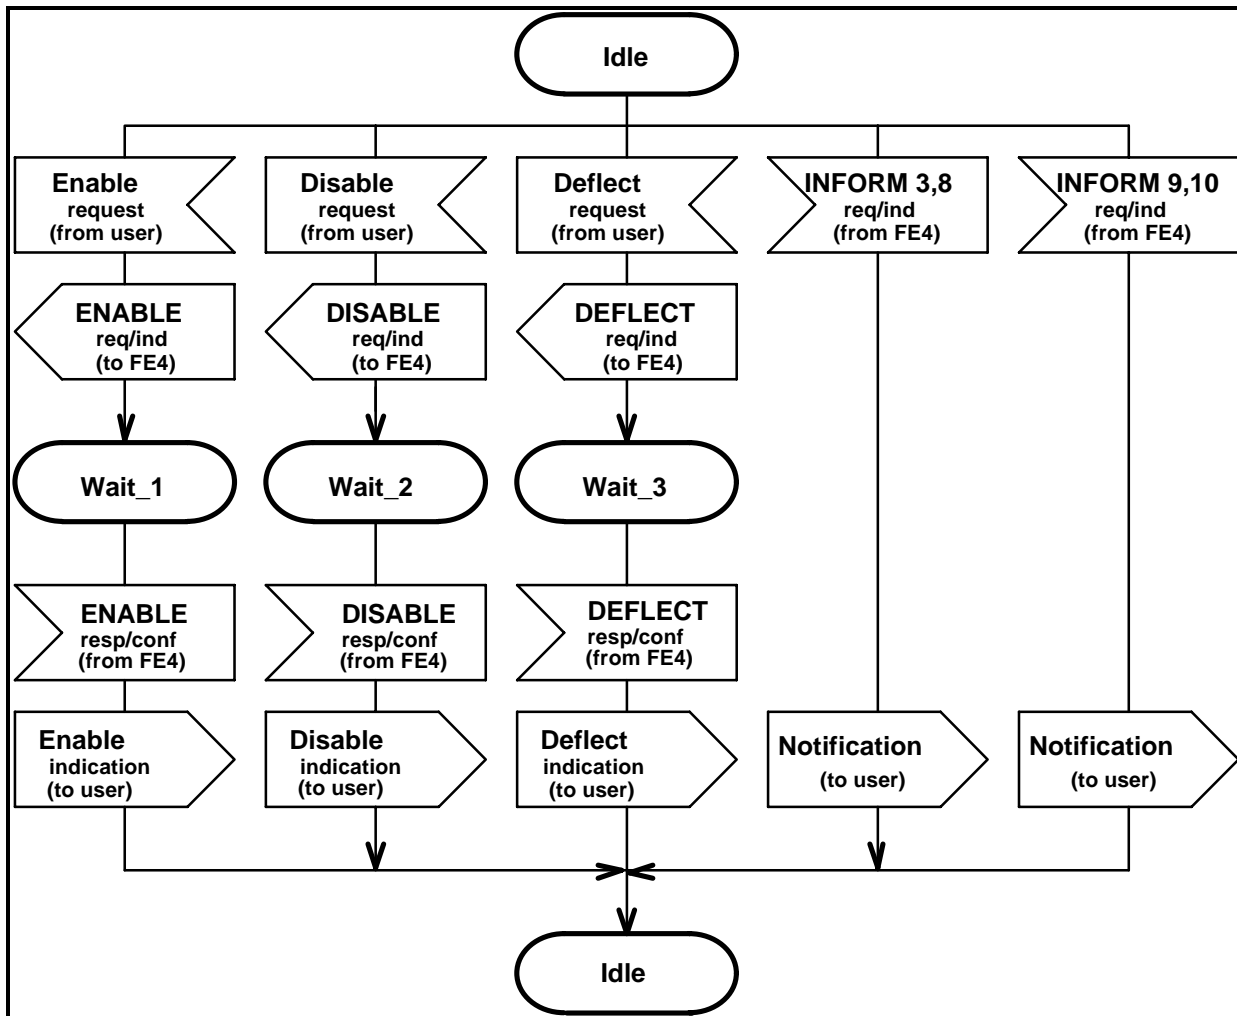 Idle
Enable
request
(from user)
Disable
request
(from user)
Deflect
request
(from user)
INFORM 3,8
req/ind
(from FE4)
INFORM 9,10
req/ind
(from FE4)
ENABLE
req/ind
(to FE4)
DISABLE
req/ind
(to FE4)
DEFLECT
req/ind
(to FE4)
Wait_1
Wait_2
Wait_3
ENABLE
resp/conf
(from FE4)
DISABLE
resp/conf
(from FE4)
DEFLECT
resp/conf
(from FE4)
Enable
indication
(to user)
Disable
indication
(to user)
Deflect
indication
(to user)
Notification
(to user)
Notification
(to user)
Idle